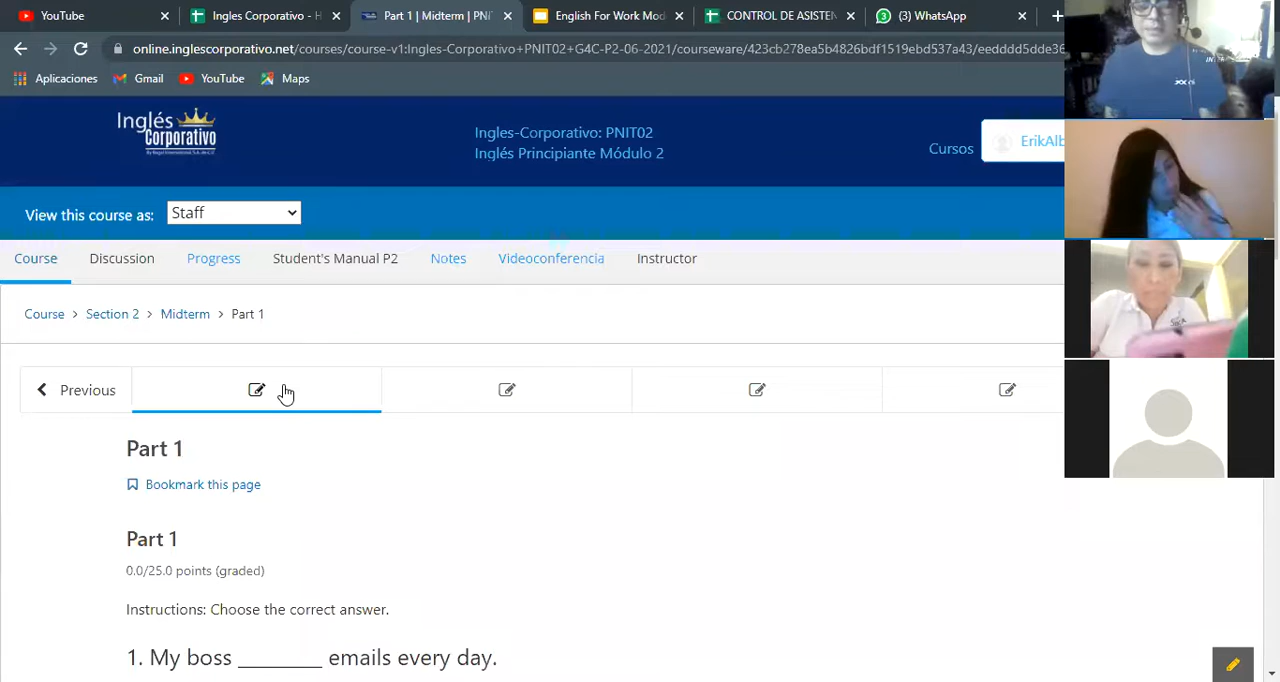 YouTube
Ingles Corporativo - H
Part 1 | Midterm | PNI
English For Work Mod
CONTROL DE ASISTEN
(3) WhatsApp
online.inglescorporativo.net/courses/course-v1:Ingles-Corporativo+PNIT02+G4C-P2-06-2021/courseware/423cb278ea5b4826bdf1519ebd537a43/eedddd5dde36
Aplicaciones
Gmail
YouTube
Maps
Inglés
Corporativo
Ingles-Corporativo: PNIT02
Inglés Principiante Módulo 2
Cursos
ErikAlb
View this course as:
Staff
Course
Discussion
Progress
Student's Manual P2
Notes
Videoconferencia
Instructor
Course > Section 2 > Midterm > Part 1
Previous
Part 1
Bookmark this page
Part 1
0.0/25.0 points (graded)
Instructions: Choose the correct answer.
1. My boss ________ emails every day.